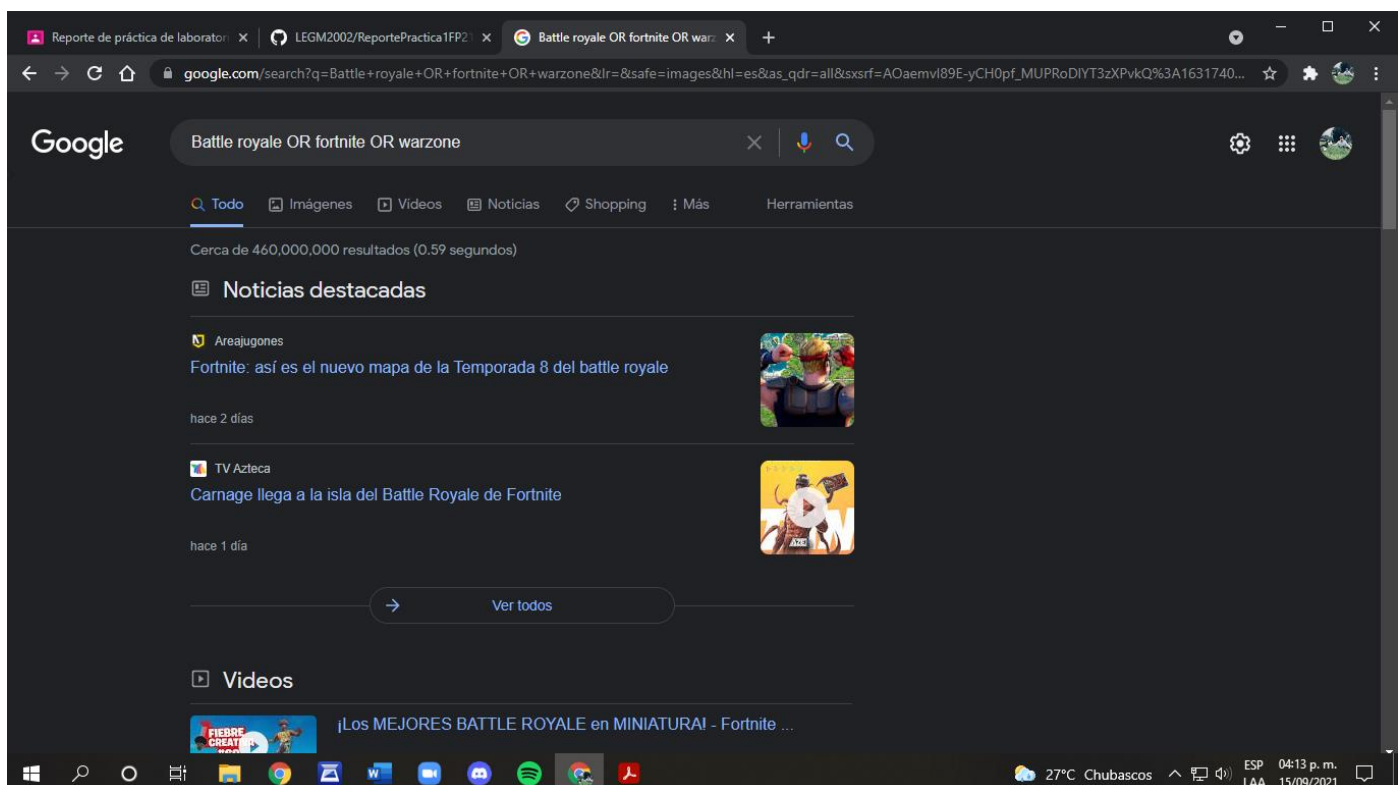 Reporte de práctica de laborator
LEGM2002/ReportePractica1FP2
Battle royale OR fortnite OR warz
google.com/search?q=Battle+royale+OR+fortnite+OR+warzone&lr=&safe=images&hl=es&as_qdr=all&sxsrf=AOaemvI89E-yCH0pf_MUPRoDIYT3zXPvkQ%3A1631740...
Google
Battle royale OR fortnite OR warzone
Todo Imágenes Videos Noticias Shopping Más Herramientas
Cerca de 460,000,000 resultados (0.59 segundos)
Noticias destacadas
Areajugones
Fortnite: así es el nuevo mapa de la Temporada 8 del battle royale
hace 2 días
TV Azteca
Carnage llega a la isla del Battle Royale de Fortnite
hace 1 día
Ver todos
Videos
¡Los MEJORES BATTLE ROYALE en MINIATURA! - Fortnite ...
FIEBRE
27°C Chubascos
ESP
LAA
04:13 p. m.
15/09/2021